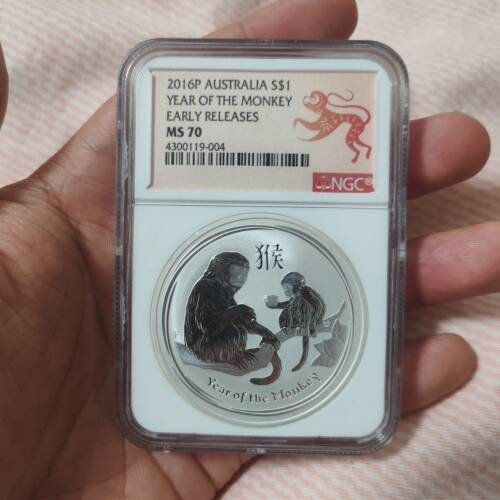 2016P AUSTRALIA S$1
YEAR OF THE MONKEY
EARLY RELEASES
MS 70
4300119-004
NGC®
猴
Year of the Monkey